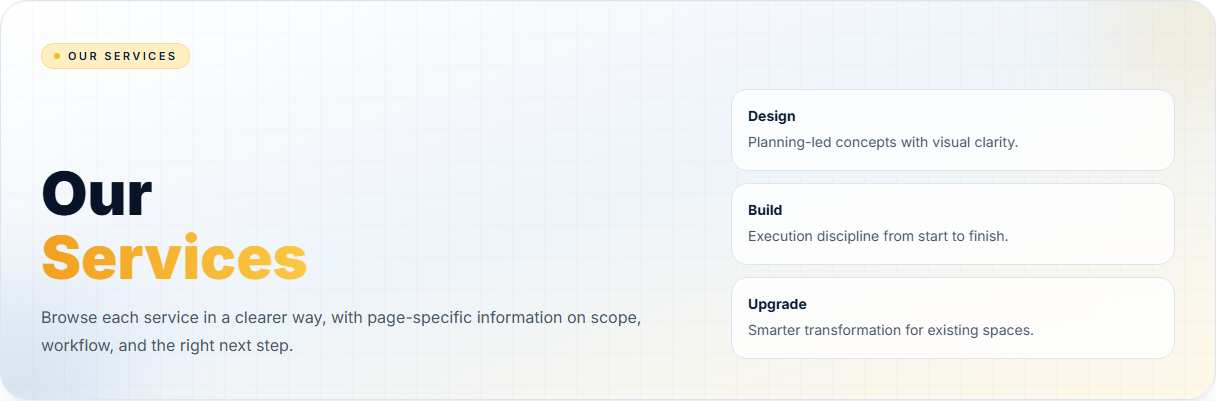 OUR SERVICES
Our
Services
Browse each service in a clearer way, with page-specific information on scope,
workflow, and the right next step.
Design
Planning-led concepts with visual clarity.
Build
Execution discipline from start to finish.
Upgrade
Smarter transformation for existing spaces.